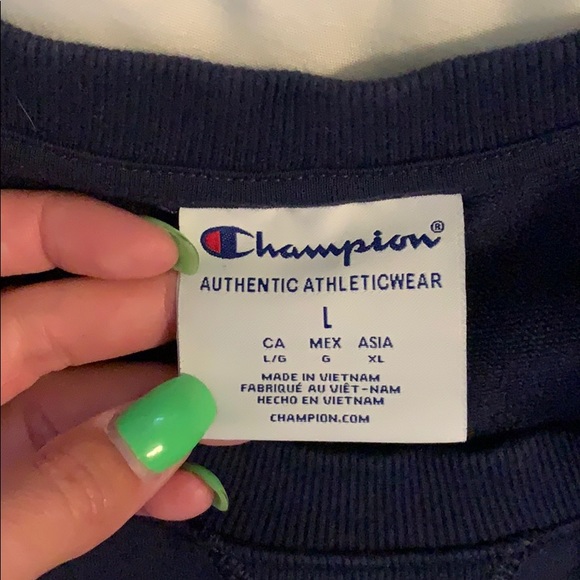 Champion®
AUTHENTIC ATHLETICWEAR
L
CA MEX ASIA
L/G G XL
MADE IN VIETNAM
FABRIQUÉ AU VIÊT-NAM
HECHO EN VIETNAM
CHAMPION.COM